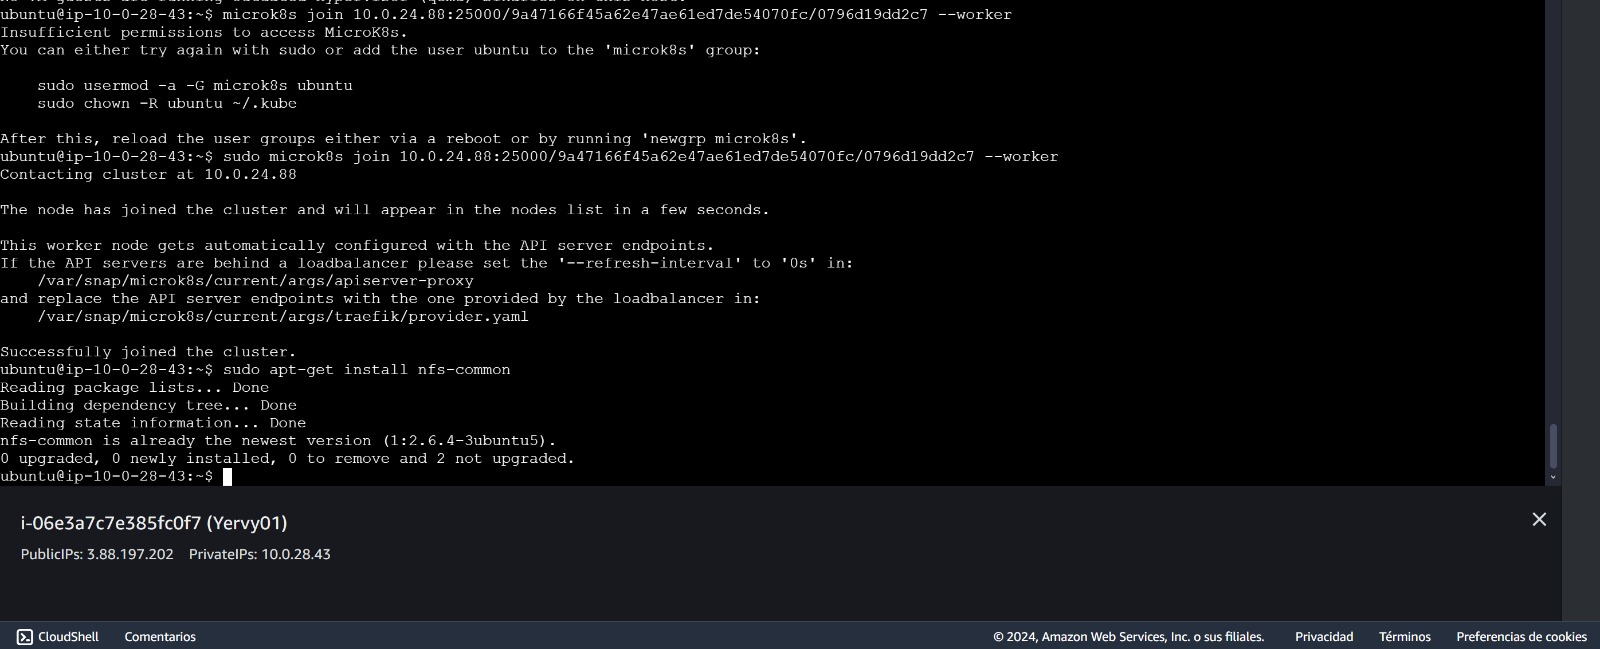 ubuntu@ip-10-0-28-43:~$ microk8s join 10.0.24.88:25000/9a47166f45a62e47ae61ed7de54070fc/0796d19dd2c7 --worker
Insufficient permissions to access MicroK8s.
You can either try again with sudo or add the user ubuntu to the 'microk8s' group:
sudo usermod -a -G microk8s ubuntu
sudo chown -R ubuntu ~/.kube
After this, reload the user groups either via a reboot or by running 'newgrp microk8s'.
ubuntu@ip-10-0-28-43:~$ sudo microk8s join 10.0.24.88:25000/9a47166f45a62e47ae61ed7de54070fc/0796d19dd2c7 --worker
Contacting cluster at 10.0.24.88
The node has joined the cluster and will appear in the nodes list in a few seconds.
This worker node gets automatically configured with the API server endpoints.
If the API servers are behind a loadbalancer please set the '--refresh-interval' to '0s' in:
/var/snap/microk8s/current/args/apiserver-proxy
and replace the API server endpoints with the one provided by the loadbalancer in:
/var/snap/microk8s/current/args/traefik/provider.yaml
Successfully joined the cluster.
ubuntu@ip-10-0-28-43:~$ sudo apt-get install nfs-common
Reading package lists... Done
Building dependency tree... Done
Reading state information... Done
nfs-common is already the newest version (1:2.6.4-3ubuntu5).
0 upgraded, 0 newly installed, 0 to remove and 2 not upgraded.
ubuntu@ip-10-0-28-43:~$
i-06e3a7c7e385fc0f7 (Yervy01)
PublicIPs: 3.88.197.202 PrivateIPs: 10.0.28.43
CloudShell Comentarios © 2024, Amazon Web Services, Inc. o sus filiales. Privacidad Términos Preferencias de cookies